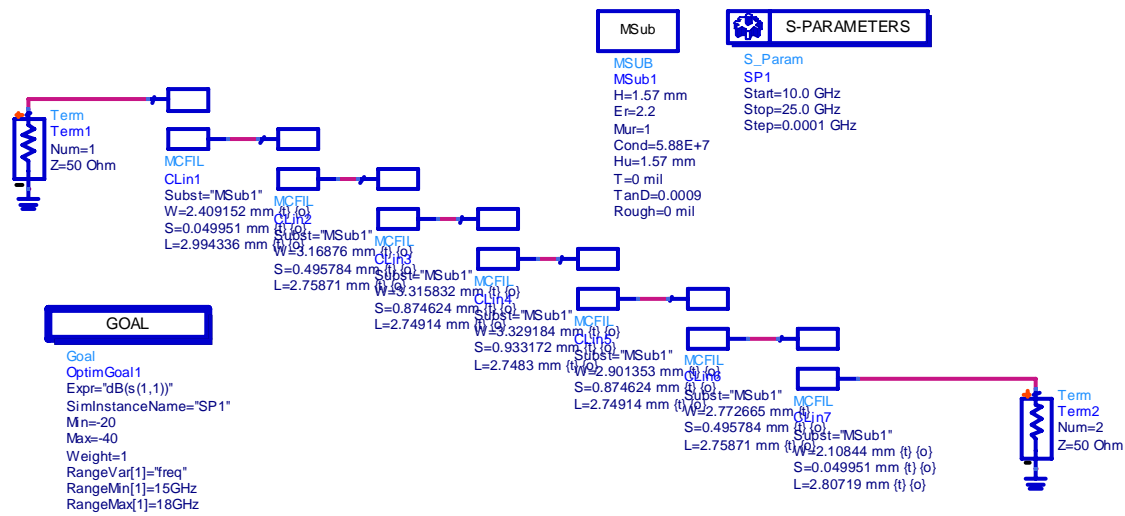 MSub
MSUB
MSub1
H=1.57 mm
Er=2.2
Mur=1
Cond=5.88E+7
Hu=1.57 mm
T=0 mil
TanD=0.0009
Rough=0 mil
S-PARAMETERS
S_Param
SP1
Start=10.0 GHz
Stop=25.0 GHz
Step=0.0001 GHz
Term
Term1
Num=1
Z=50 Ohm
MCFIL
CLin1
Subst="MSub1"
W=2.409152 mm {t} {o}
S=0.049951 mm {t} {o}
L=2.994336 mm {t} {o}
MCFIL
CLin2
Subst="MSub1"
W=3.16876 mm {t} {o}
S=0.495784 mm {t} {o}
L=2.75871 mm {t} {o}
MCFIL
CLin3
Subst="MSub1"
W=3.315832 mm {t} {o}
S=0.874624 mm {t} {o}
L=2.74914 mm {t} {o}
MCFIL
CLin4
Subst="MSub1"
W=3.329184 mm {t} {o}
S=0.933172 mm {t} {o}
L=2.7483 mm {t} {o}
MCFIL
CLin5
Subst="MSub1"
W=2.901353 mm {t} {o}
S=0.874624 mm {t} {o}
L=2.74914 mm {t} {o}
MCFIL
CLin6
Subst="MSub1"
W=2.772665 mm {t}
S=0.495784 mm {t} {o}
L=2.75871 mm {t} {o}
MCFIL
CLin7
Subst="MSub1"
W=2.10844 mm {t} {o}
S=0.049951 mm {t} {o}
L=2.80719 mm {t} {o}
Term
Term2
Num=2
Z=50 Ohm
GOAL
Goal
OptimGoal1
Expr="dB(s(1,1))"
SimInstanceName="SP1"
Min=-20
Max=-40
Weight=1
RangeVar[1]="freq"
RangeMin[1]=15GHz
RangeMax[1]=18GHz